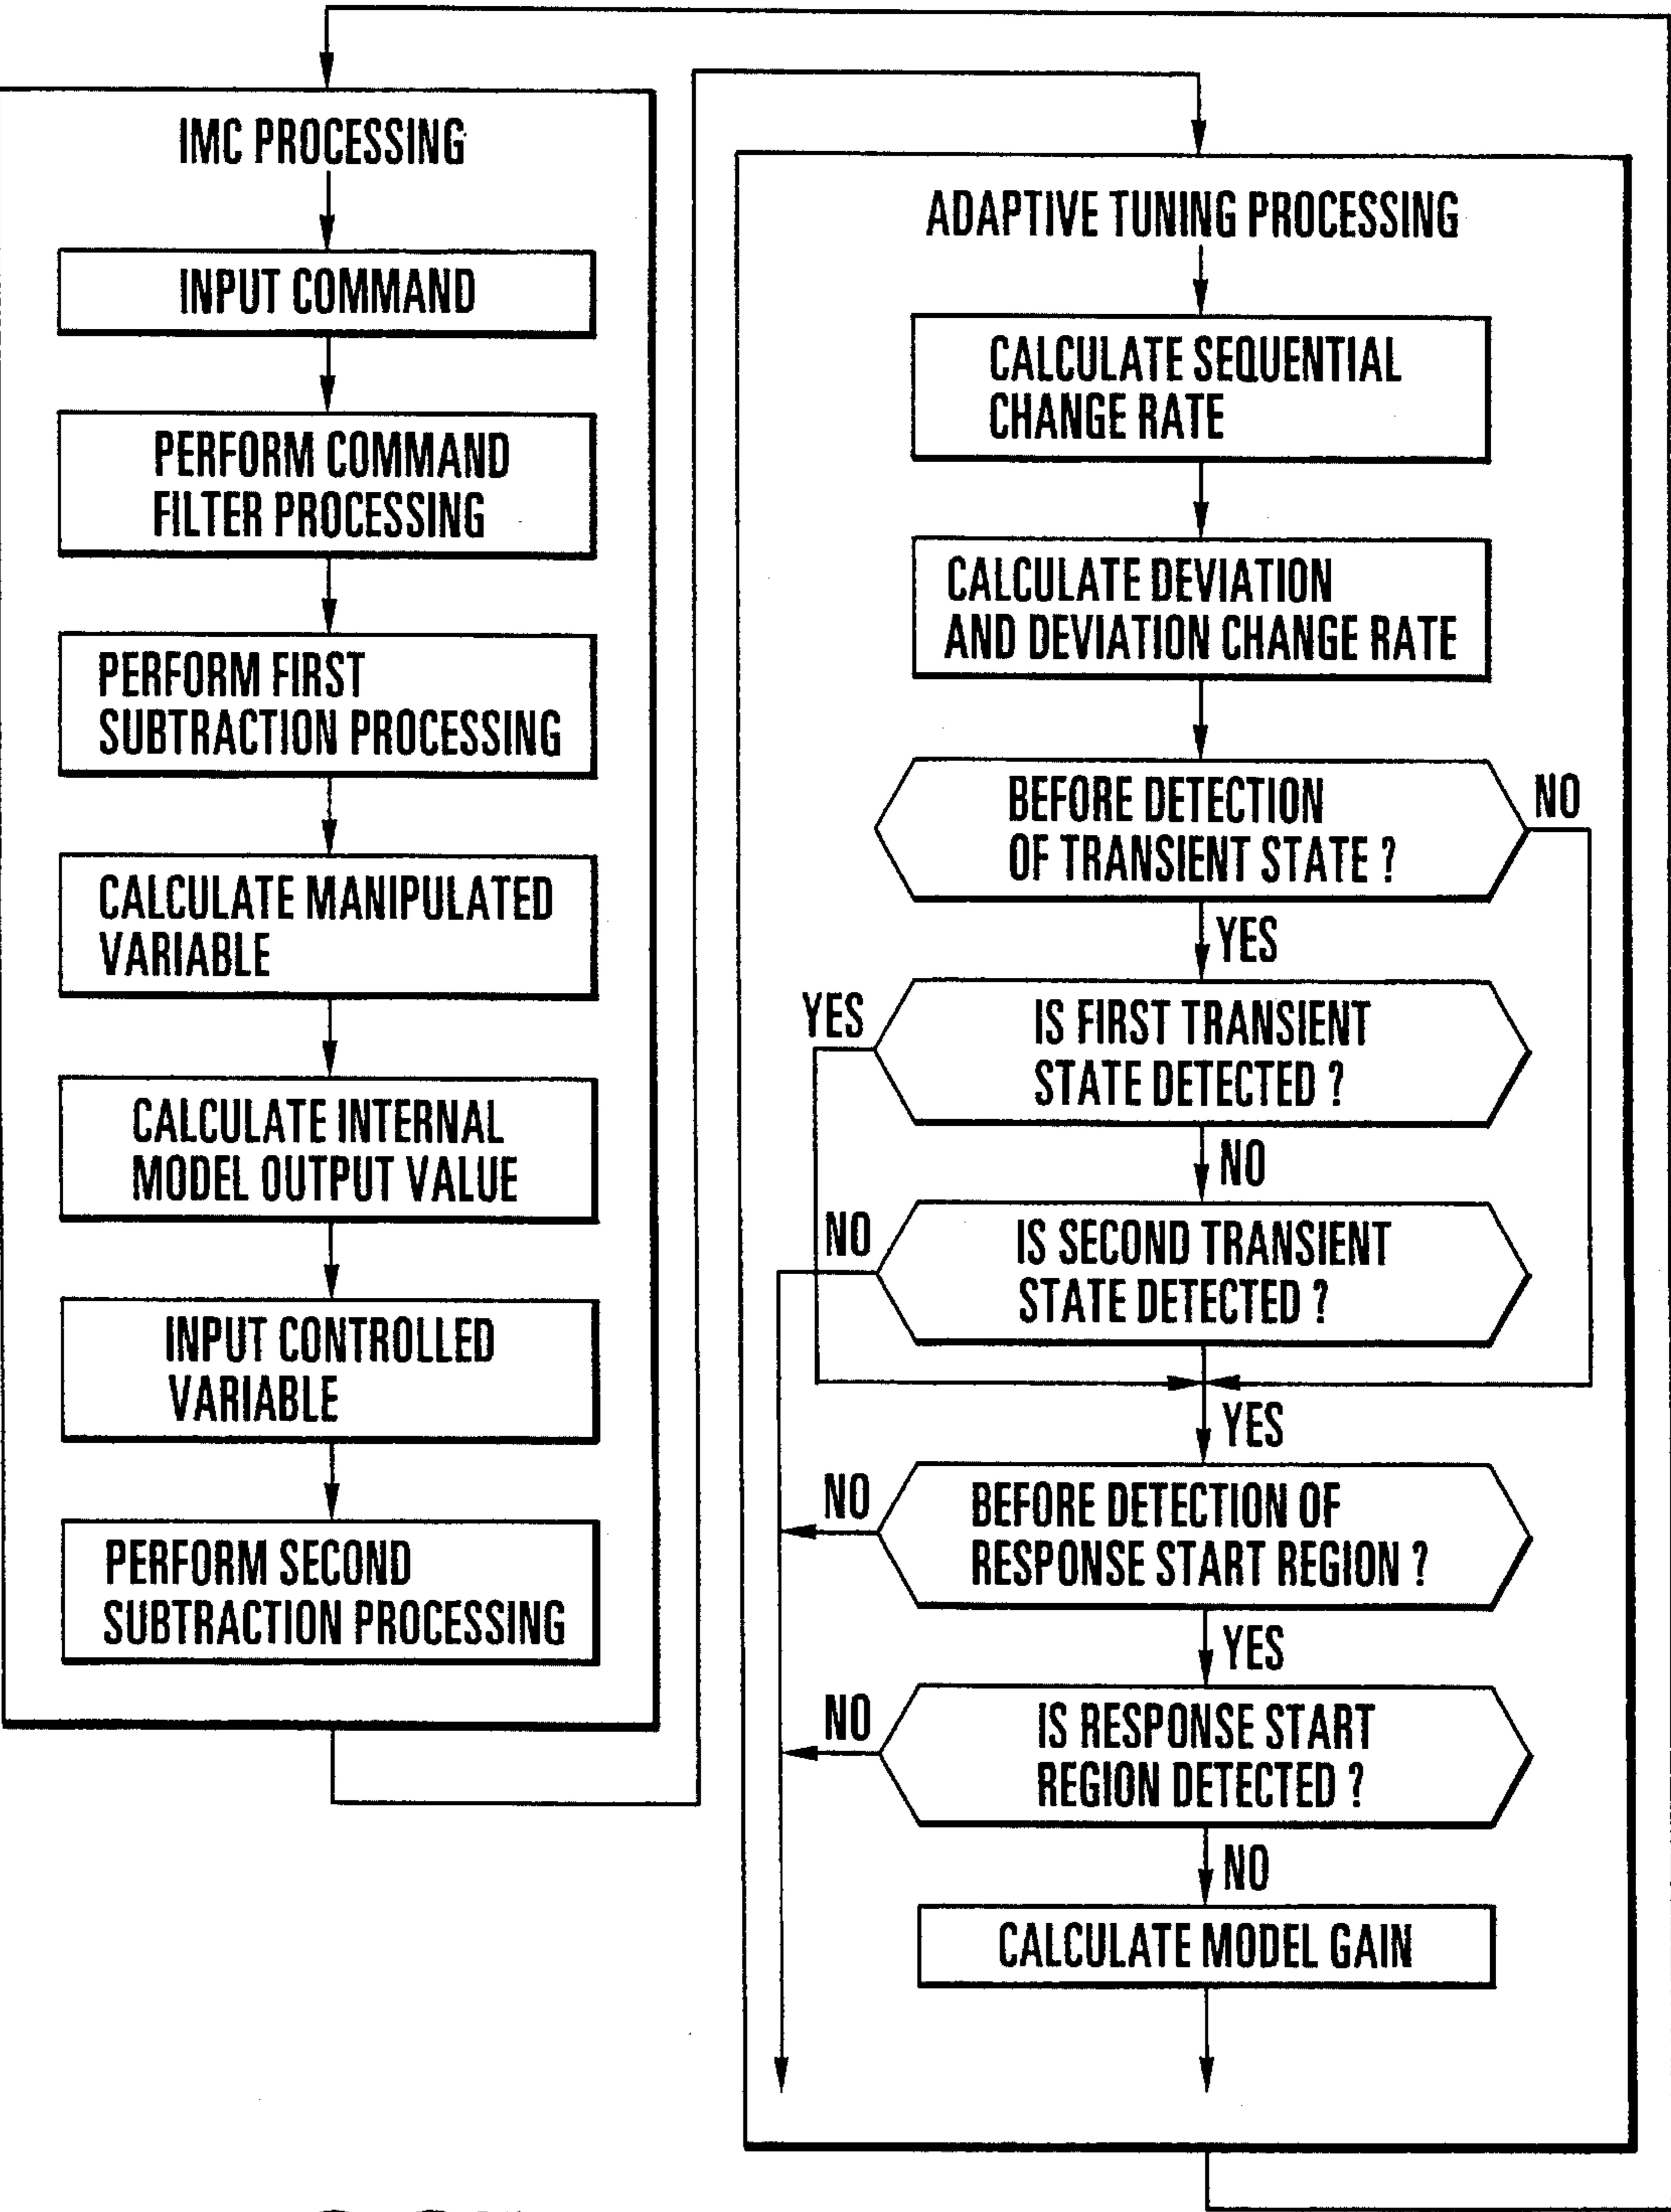 IMC PROCESSING
INPUT COMMAND
PERFORM COMMAND
FILTER PROCESSING
PERFORM FIRST
SUBTRACTION PROCESSING
CALCULATE MANIPULATED
VARIABLE
CALCULATE INTERNAL
MODEL OUTPUT VALUE
INPUT CONTROLLED
VARIABLE
PERFORM SECOND
SUBTRACTION PROCESSING
ADAPTIVE TUNING PROCESSING
CALCULATE SEQUENTIAL
CHANGE RATE
CALCULATE DEVIATION
AND DEVIATION CHANGE RATE
BEFORE DETECTION
OF TRANSIENT STATE ?
NO
YES
YES
IS FIRST TRANSIENT
STATE DETECTED ?
NO
NO
IS SECOND TRANSIENT
STATE DETECTED ?
YES
NO
BEFORE DETECTION OF
RESPONSE START REGION ?
YES
NO
IS RESPONSE START
REGION DETECTED ?
NO
CALCULATE MODEL GAIN